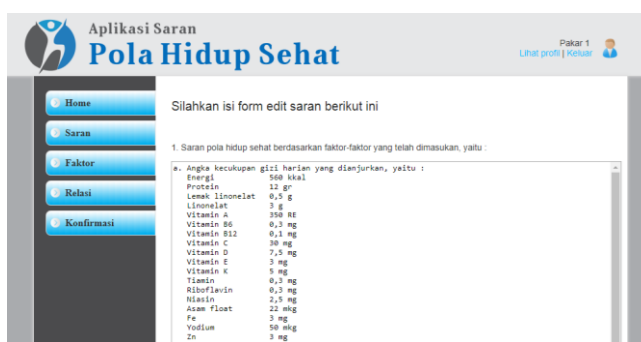 Aplikasi Saran
Pola Hidup Sehat
Pakar 1
Lihat profil | Keluar
Home
Saran
Faktor
Relasi
Konfirmasi
Silahkan isi form edit saran berikut ini
1. Saran pola hidup sehat berdasarkan faktor-faktor yang telah dimasukan, yaitu :
a. Angka kecukupan gizi harian yang dianjurkan, yaitu :
Energi 560 kkal
Protein 12 gr
Lemak linonelat 0,5 g
Linonelat 3 g
Vitamin A 350 RE
Vitamin B6 0,3 mg
Vitamin B12 0,1 mg
Vitamin C 30 mg
Vitamin D 7,5 mg
Vitamin E 3 mg
Vitamin K 5 mg
Tiamin 0,3 mg
Riboflavin 0,3 mg
Niasin 2,5 mg
Asam float 22 mkg
Fe 3 mg
Yodium 50 mkg
Zn 3 mg